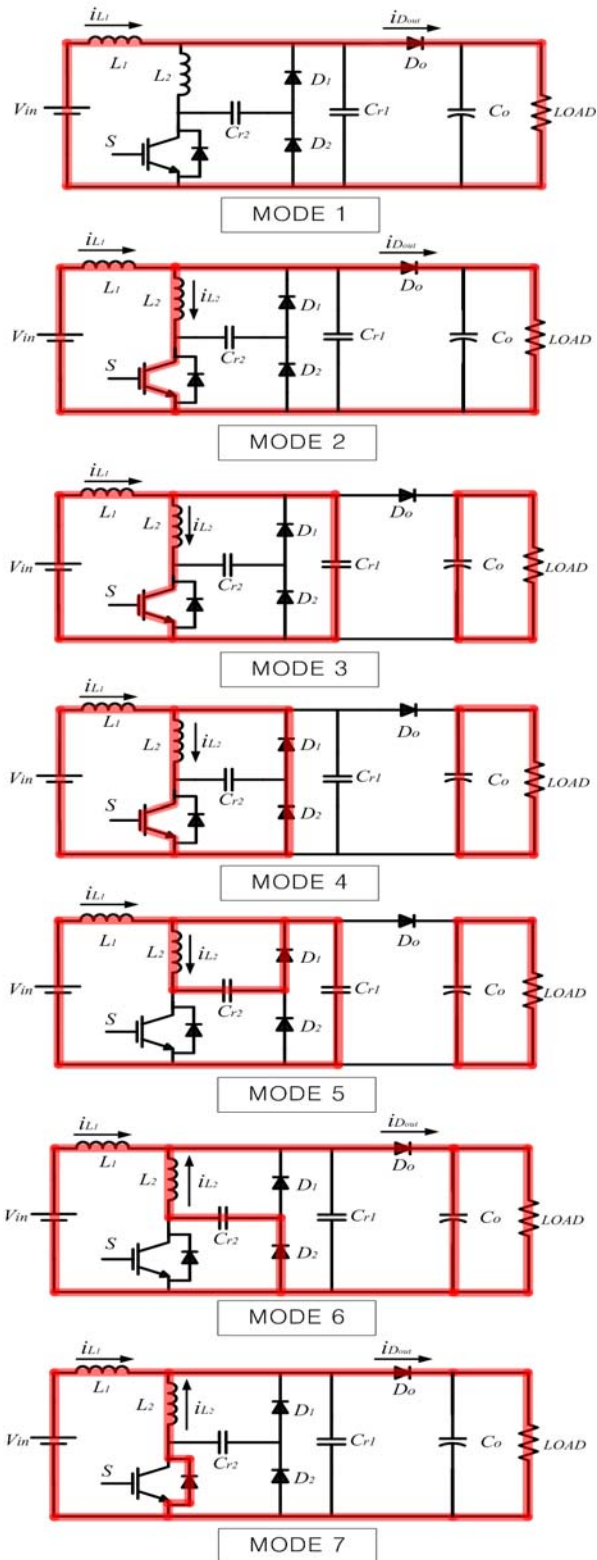 iL1 iDout
L1 Do
L2 D1
Vin Cr2 Cr1 Co LOAD
S D2
MODE 1
iL1 iDout
L1 Do
L2 iL2 D1
Vin Cr2 Cr1 Co LOAD
S D2
MODE 2
iL1
L1 Do
L2 iL2 D1
Vin Cr2 Cr1 Co LOAD
S D2
MODE 3
iL1
L1 Do
L2 iL2 D1
Vin Cr2 Cr1 Co LOAD
S D2
MODE 4
iL1
L1 Do
L2 iL2 D1
Vin Cr2 Cr1 Co LOAD
S D2
MODE 5
iL1 iDout
L1 Do
L2 iL2 D1
Vin Cr2 Cr1 Co LOAD
S D2
MODE 6
iL1 iDout
L1 Do
L2 iL2 D1
Vin Cr2 Cr1 Co LOAD
S D2
MODE 7